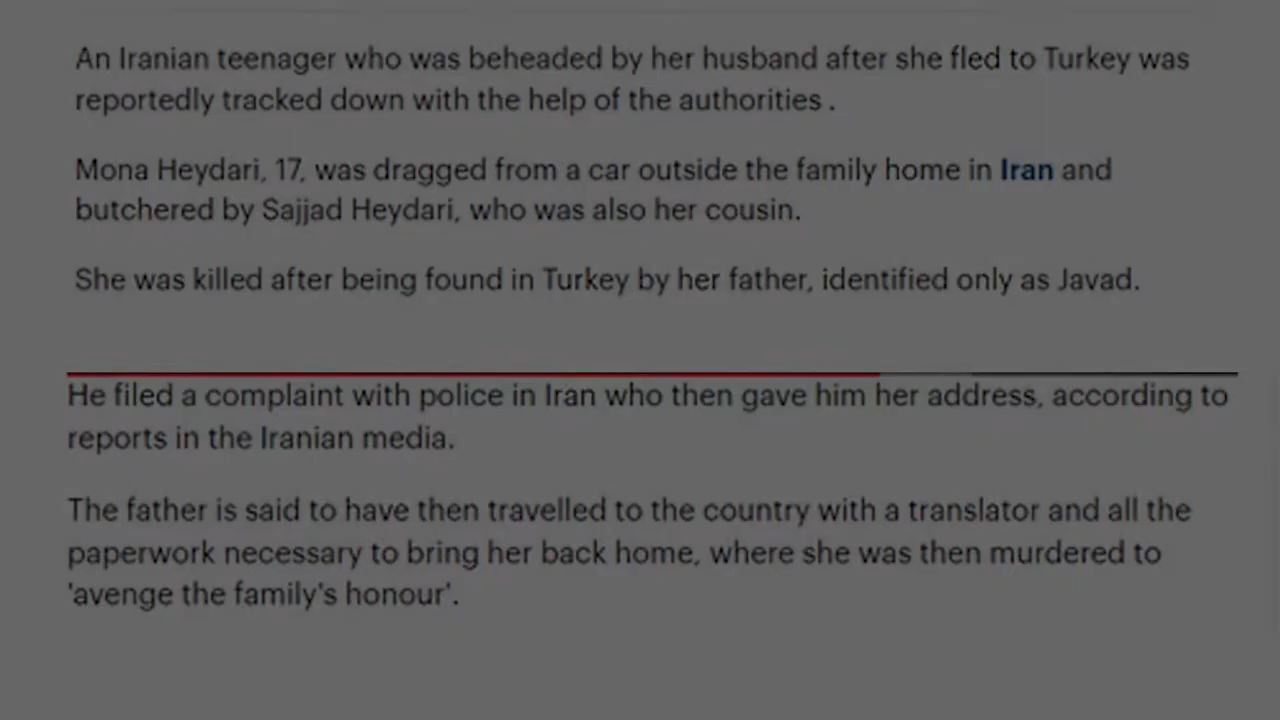 An Iranian teenager who was beheaded by her husband after she fled to Turkey was
reportedly tracked down with the help of the authorities .
Mona Heydari, 17, was dragged from a car outside the family home in Iran and
butchered by Sajjad Heydari, who was also her cousin.
She was killed after being found in Turkey by her father, identified only as Javad.
He filed a complaint with police in Iran who then gave him her address, according to
reports in the Iranian media.
The father is said to have then travelled to the country with a translator and all the
paperwork necessary to bring her back home, where she was then murdered to
'avenge the family's honour'.